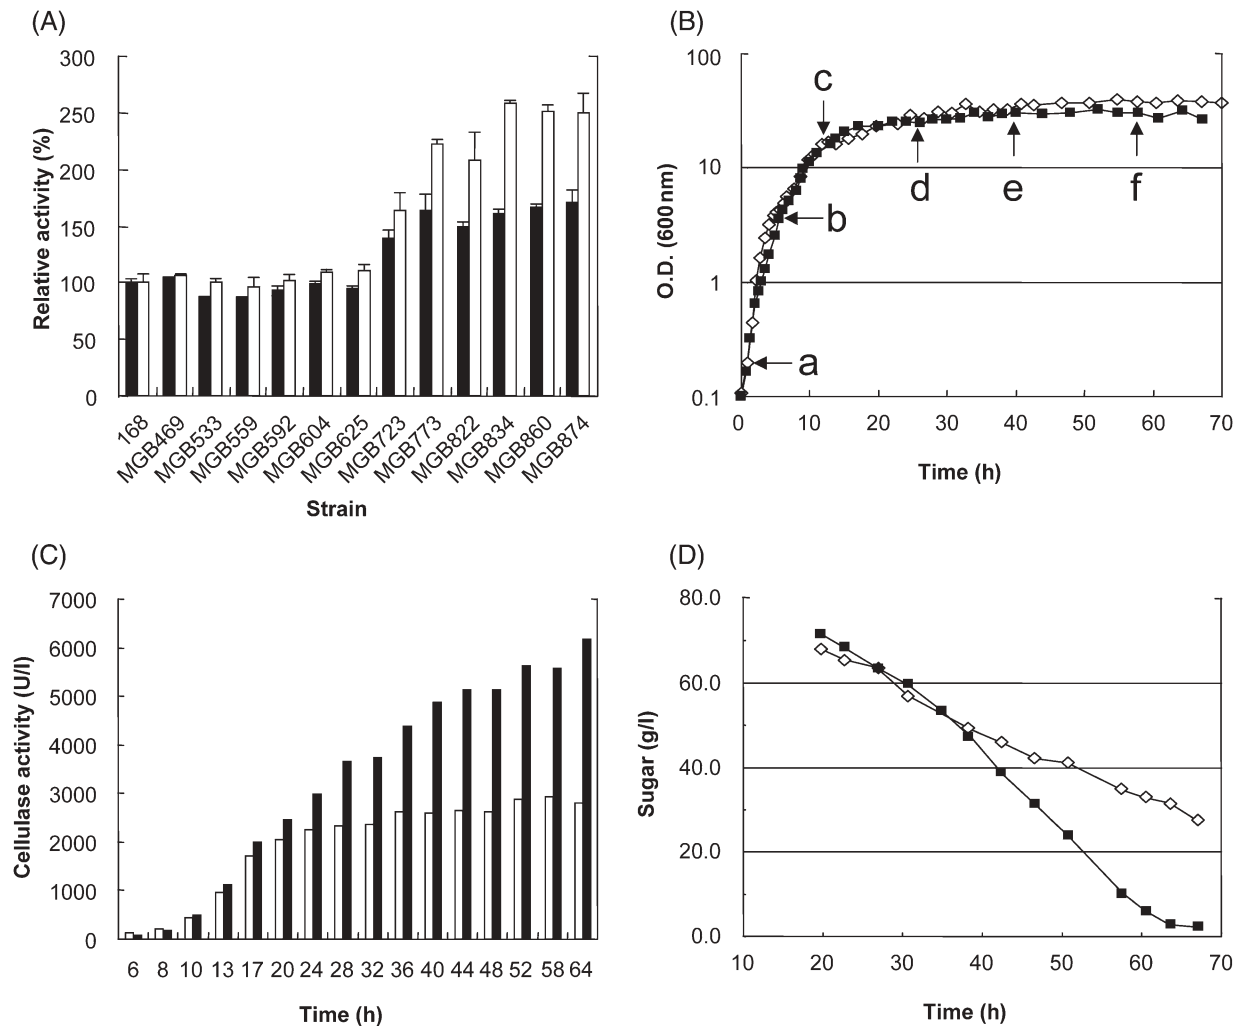 (A)
300
250
200
150
100
50
0
Relative activity (%)
168
MGB469
MGB533
MGB559
MGB592
MGB604
MGB625
MGB723
MGB773
MGB822
MGB834
MGB860
MGB874
Strain
(B)
100
10
1
0.1
O.D. (600 nm)
a
b
c
d
e
f
0 10 20 30 40 50 60 70
Time (h)
(C)
7000
6000
5000
4000
3000
2000
1000
0
Cellulase activity (U/l)
6 8 10 13 17 20 24 28 32 36 40 44 48 52 58 64
Time (h)
(D)
80.0
60.0
40.0
20.0
0.0
Sugar (g/l)
10 20 30 40 50 60 70
Time (h)